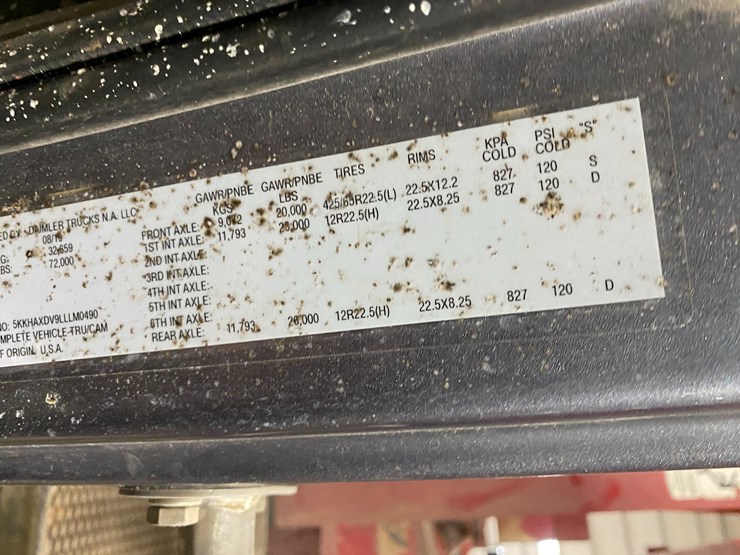 GAWR/PNBE GAWR/PNBE TIRES RIMS KPA PSI "S"
KGS LBS COLD COLD
ED BY DAIMLER TRUCKS N.A. LLC FRONT AXLE: 9,072 20,000 425/65R22.5(L) 22.5X12.2 827 120 S
08/19 1ST INT AXLE: 11,793 26,000 12R22.5(H) 22.5X8.25 827 120 D
G: 32,659 2ND INT AXLE:
BS: 72,000 3RD INT AXLE:
4TH INT AXLE:
5TH INT AXLE:
NO: 5KKHAXDV9LLLM0490 6TH INT AXLE:
MPLETE VEHICLE-TRU/CAM REAR AXLE: 11,793 26,000 12R22.5(H) 22.5X8.25 827 120 D
F ORIGIN: U.S.A.